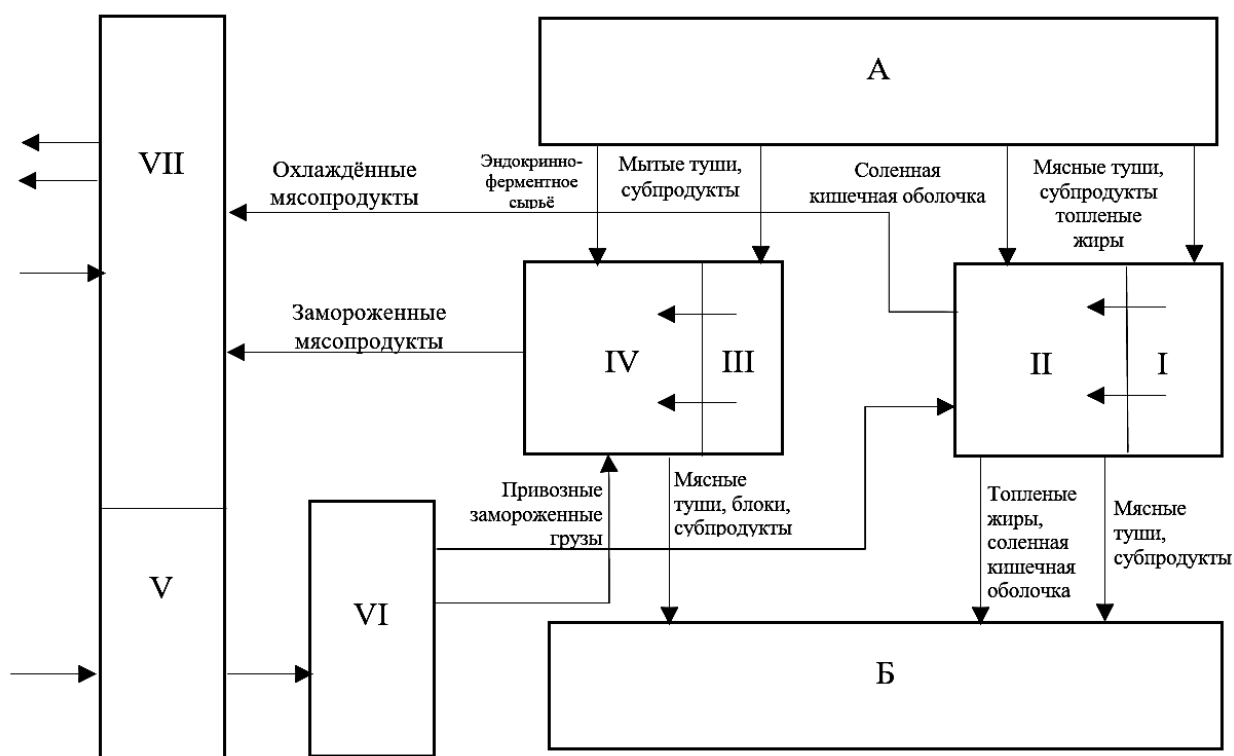 А
VII
Охлаждённые
мясопродукты
Эндокринно-
ферментное
сырьё
Мытые туши,
субпродукты
Соленная
кишечная оболочка
Мясные туши,
субпродукты
топленые
жиры
Замороженные
мясопродукты
IV
III
II
I
Привозные
замороженные
грузы
Мясные
туши, блоки,
субпродукты
Топленые
жиры,
соленная
кишечная
оболочка
Мясные
туши,
субпродукты
V
VI
Б